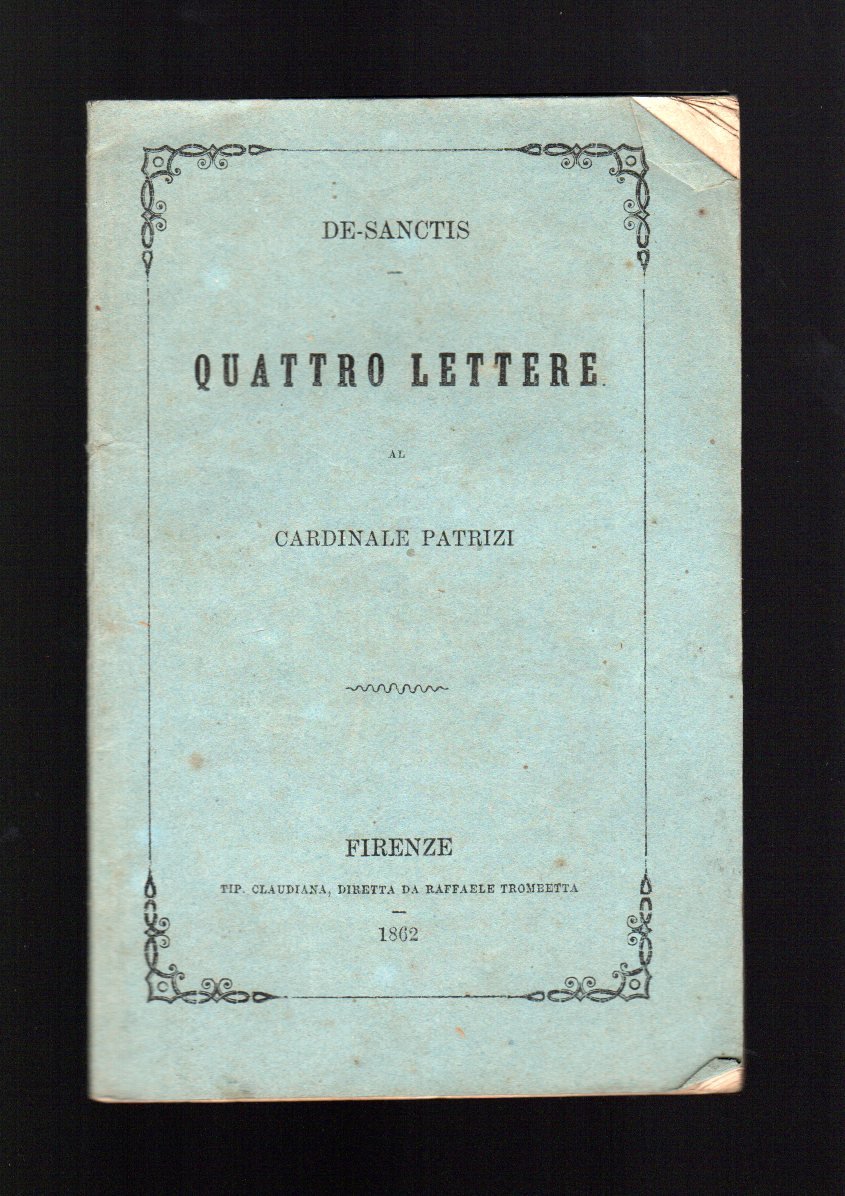 DE-SANCTIS
QUATTRO LETTERE
AL
CARDINALE PATRIZI
FIRENZE
TIP. CLAUDIANA, DIRETTA DA RAFFAELE TROMBETTA
1862